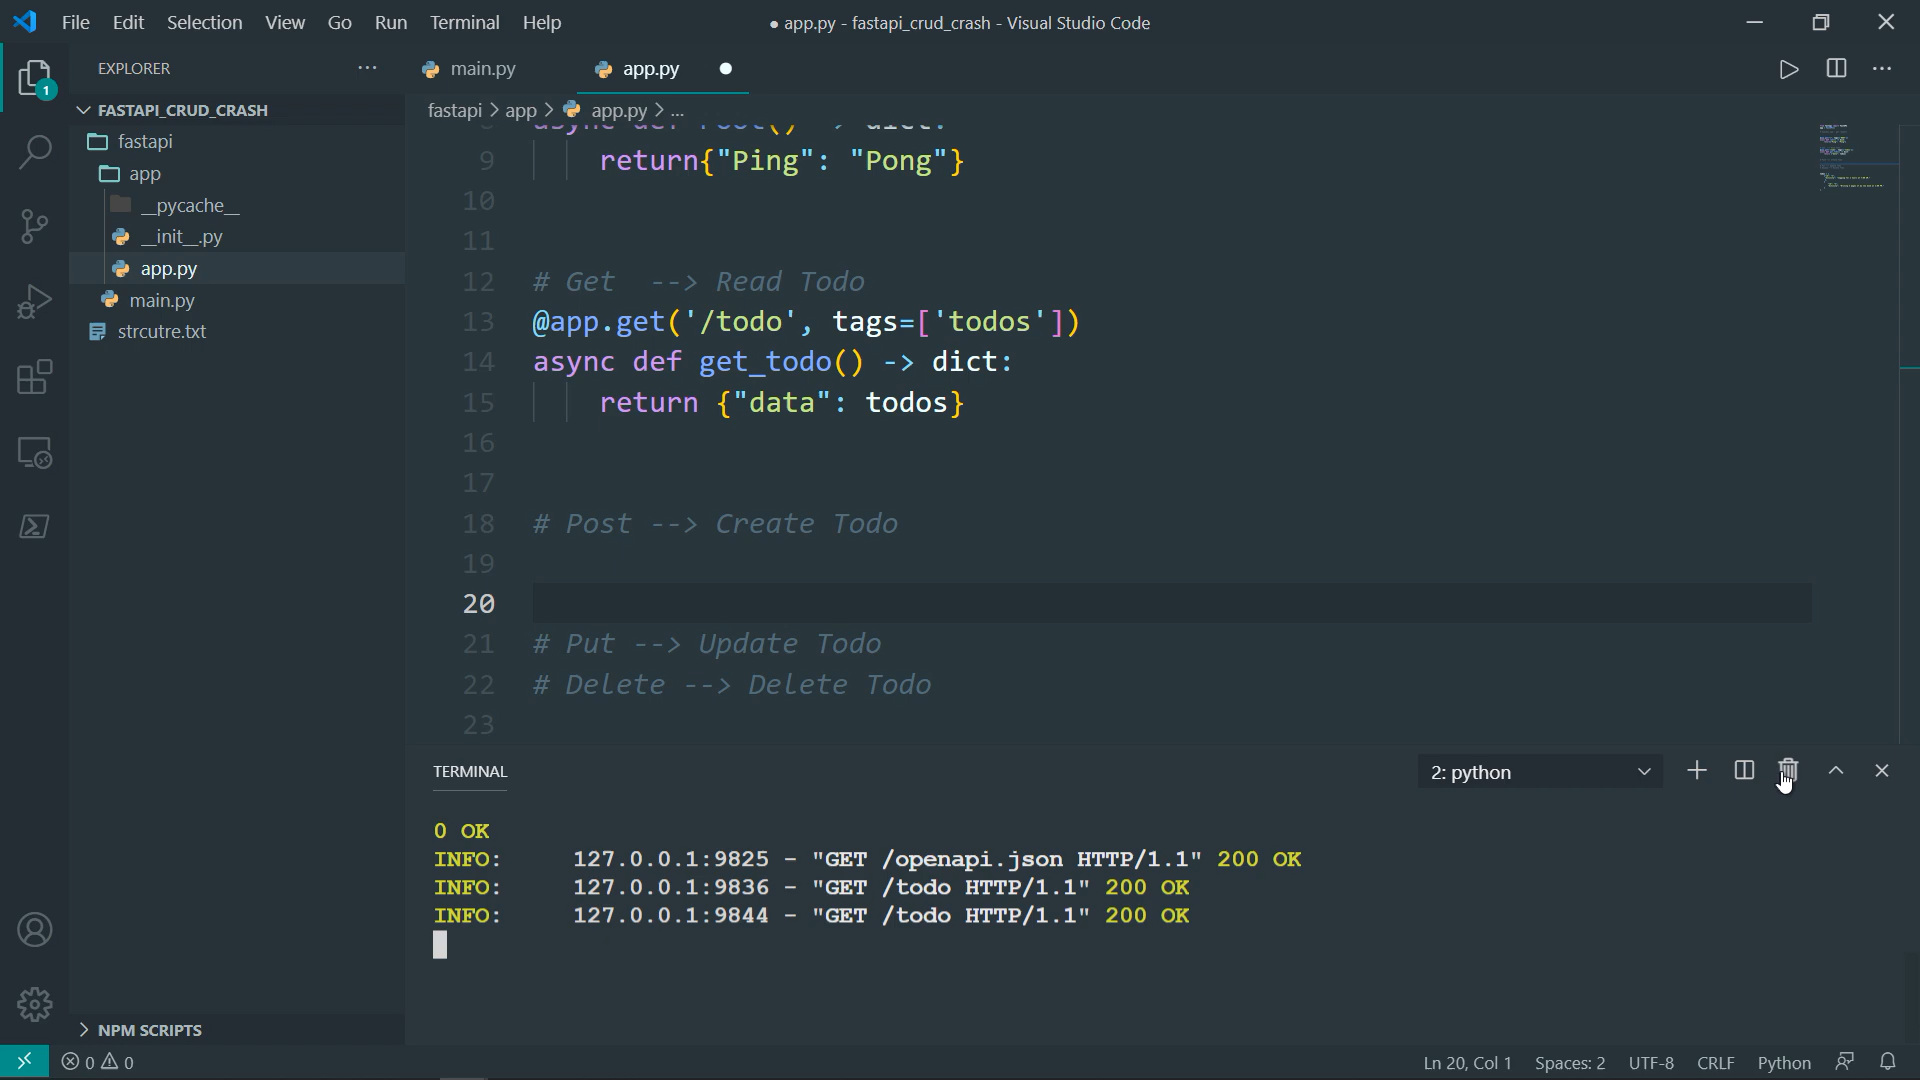 File Edit Selection View Go Run Terminal Help
● app.py - fastapi_crud_crash - Visual Studio Code
EXPLORER
1
FASTAPI_CRUD_CRASH
fastapi
app
__pycache__
__init__.py
app.py
main.py
strcutre.txt
NPM SCRIPTS
main.py
app.py
fastapi > app > app.py > ...
9 return{"Ping": "Pong"}
10
11
12 # Get  --> Read Todo
13 @app.get('/todo', tags=['todos'])
14 async def get_todo() -> dict:
15 return {"data": todos}
16
17
18 # Post --> Create Todo
19
20
21 # Put --> Update Todo
22 # Delete --> Delete Todo
23
TERMINAL
2: python
0 OK
INFO: 127.0.0.1:9825 - "GET /openapi.json HTTP/1.1" 200 OK
INFO: 127.0.0.1:9836 - "GET /todo HTTP/1.1" 200 OK
INFO: 127.0.0.1:9844 - "GET /todo HTTP/1.1" 200 OK
0 0
Ln 20, Col 1 Spaces: 2 UTF-8 CRLF Python